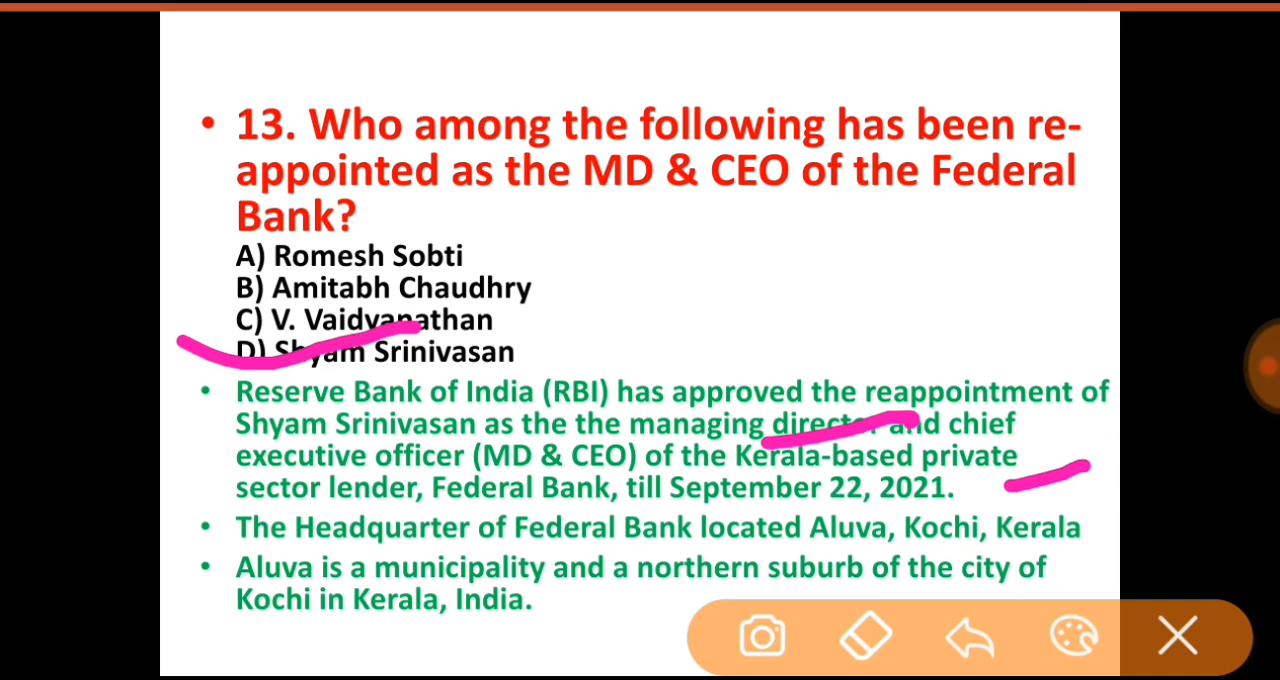 • 13. Who among the following has been re-
appointed as the MD & CEO of the Federal
Bank?
A) Romesh Sobti
B) Amitabh Chaudhry
C) V. Vaidyanathan
D) Shyam Srinivasan
• Reserve Bank of India (RBI) has approved the reappointment of
Shyam Srinivasan as the the managing director and chief
executive officer (MD & CEO) of the Kerala-based private
sector lender, Federal Bank, till September 22, 2021.
• The Headquarter of Federal Bank located Aluva, Kochi, Kerala
• Aluva is a municipality and a northern suburb of the city of
Kochi in Kerala, India.